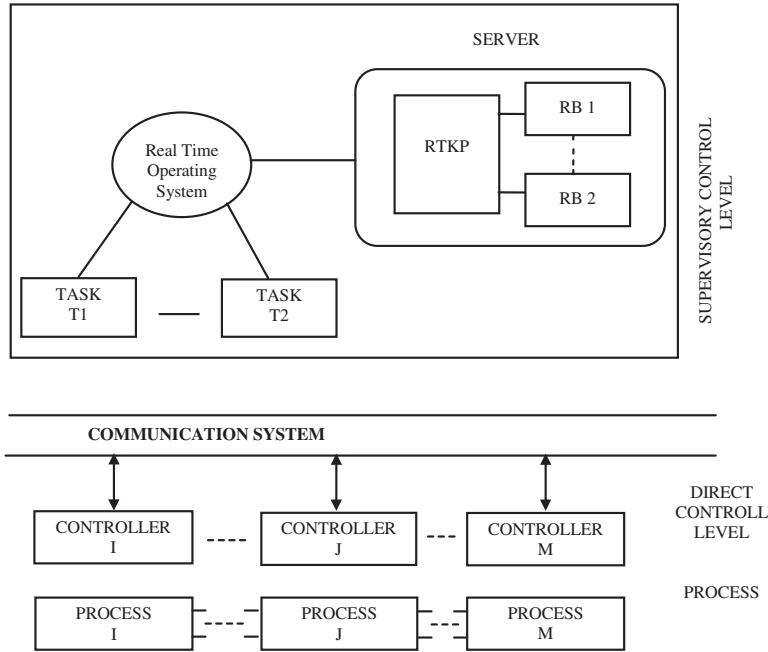 SERVER
Real Time
Operating
System
RTKP
RB 1
RB 2
TASK
T1
TASK
T2
SUPERVISORY CONTROL
LEVEL
COMMUNICATION SYSTEM
CONTROLLER
I
CONTROLLER
J
CONTROLLER
M
DIRECT
CONTROLL
LEVEL
PROCESS
I
PROCESS
J
PROCESS
M
PROCESS